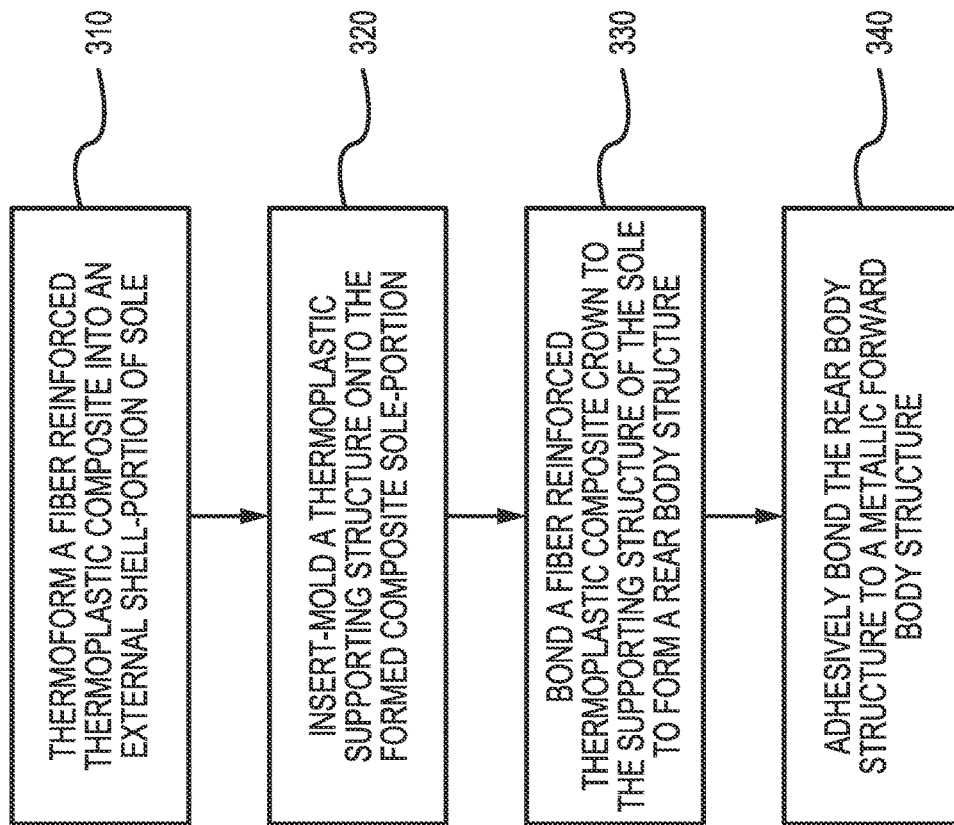 THERMOFORM A FIBER REINFORCED
THERMOPLASTIC COMPOSITE INTO AN
EXTERNAL SHELL-PORTION OF SOLE
310
INSERT-MOLD A THERMOPLASTIC
SUPPORTING STRUCTURE ONTO THE
FORMED COMPOSITE SOLE-PORTION
320
BOND A FIBER REINFORCED
THERMOPLASTIC COMPOSITE CROWN TO
THE SUPPORTING STRUCTURE OF THE SOLE
TO FORM A REAR BODY STRUCTURE
330
ADHESIVELY BOND THE REAR BODY
STRUCTURE TO A METALLIC FORWARD
BODY STRUCTURE
340